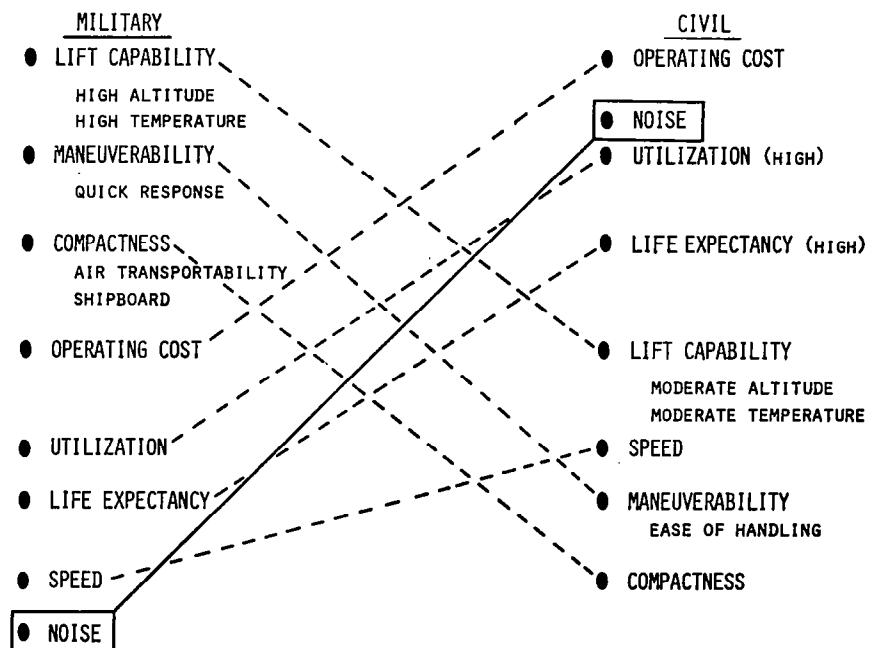 MILITARY
LIFT CAPABILITY
HIGH ALTITUDE
HIGH TEMPERATURE
MANEUVERABILITY
QUICK RESPONSE
COMPACTNESS
AIR TRANSPORTABILITY
SHIPBOARD
OPERATING COST
UTILIZATION
LIFE EXPECTANCY
SPEED
NOISE
CIVIL
OPERATING COST
NOISE
UTILIZATION (HIGH)
LIFE EXPECTANCY (HIGH)
LIFT CAPABILITY
MODERATE ALTITUDE
MODERATE TEMPERATURE
SPEED
MANEUVERABILITY
EASE OF HANDLING
COMPACTNESS